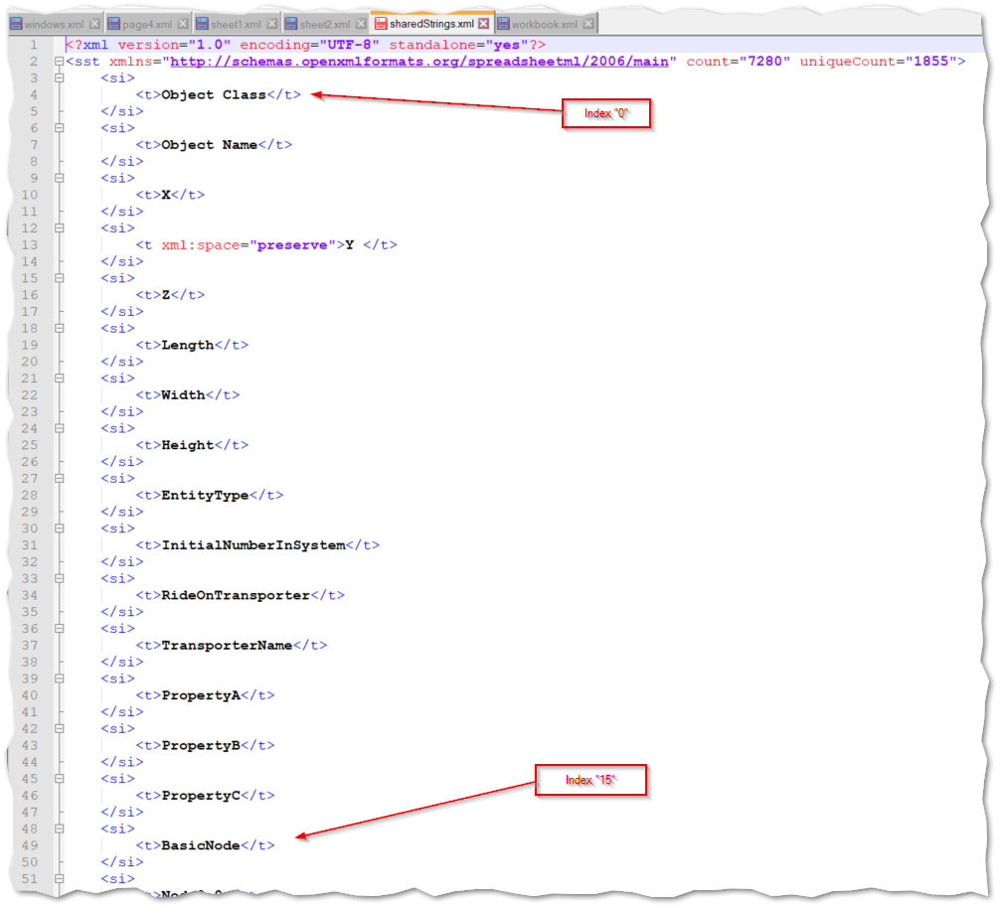 windows.xml page4.xml sheet1.xml sheet2.xml sharedStrings.xml workbook.xml
1 <?xml version="1.0" encoding="UTF-8" standalone="yes"?>
2 <sst xmlns="http://schemas.openxmlformats.org/spreadsheetml/2006/main" count="7280" uniqueCount="1855">
3 <si>
4 <t>Object Class</t>
Index "0"
5 </si>
6 <si>
7 <t>Object Name</t>
8 </si>
9 <si>
10 <t>X</t>
11 </si>
12 <si>
13 <t xml:space="preserve">Y </t>
14 </si>
15 <si>
16 <t>Z</t>
17 </si>
18 <si>
19 <t>Length</t>
20 </si>
21 <si>
22 <t>Width</t>
23 </si>
24 <si>
25 <t>Height</t>
26 </si>
27 <si>
28 <t>EntityType</t>
29 </si>
30 <si>
31 <t>InitialNumberInSystem</t>
32 </si>
33 <si>
34 <t>RideOnTransporter</t>
35 </si>
36 <si>
37 <t>TransporterName</t>
38 </si>
39 <si>
40 <t>PropertyA</t>
41 </si>
42 <si>
43 <t>PropertyB</t>
44 </si>
45 <si>
Index "15"
46 <t>PropertyC</t>
47 </si>
48 <si>
49 <t>BasicNode</t>
50 </si>
51 <si>